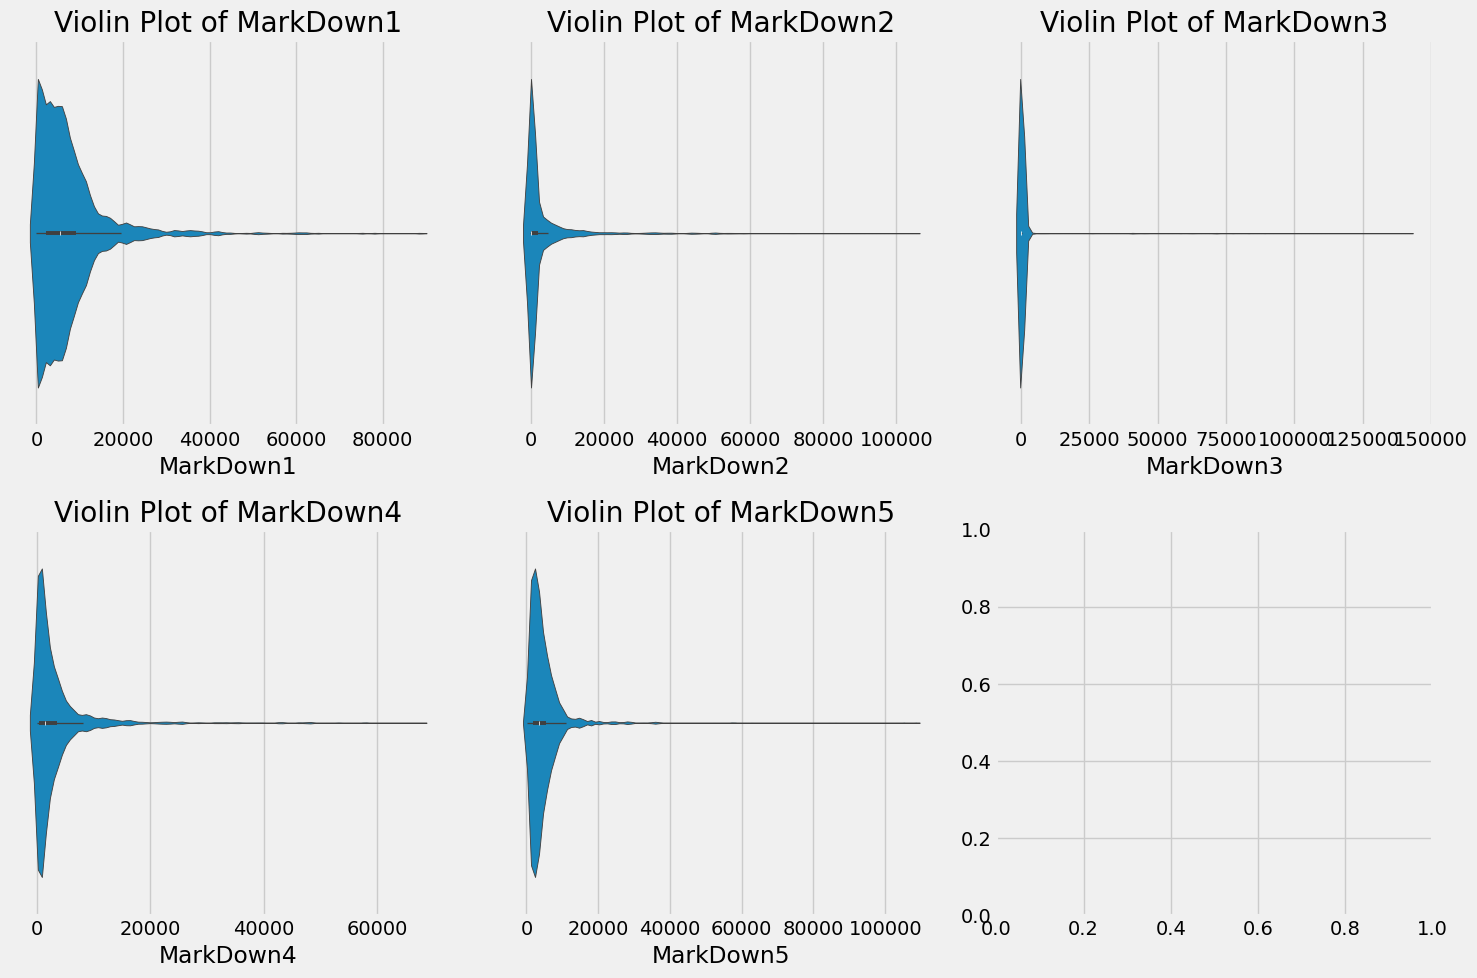 Violin Plot of MarkDown1
0 20000 40000 60000 80000
MarkDown1
Violin Plot of MarkDown2
0 20000 40000 60000 80000 100000
MarkDown2
Violin Plot of MarkDown3
0 25000 50000 75000 100000 125000 150000
MarkDown3
Violin Plot of MarkDown4
0 20000 40000 60000
MarkDown4
Violin Plot of MarkDown5
0 20000 40000 60000 80000 100000
MarkDown5
1.0
0.8
0.6
0.4
0.2
0.0
0.0 0.2 0.4 0.6 0.8 1.0